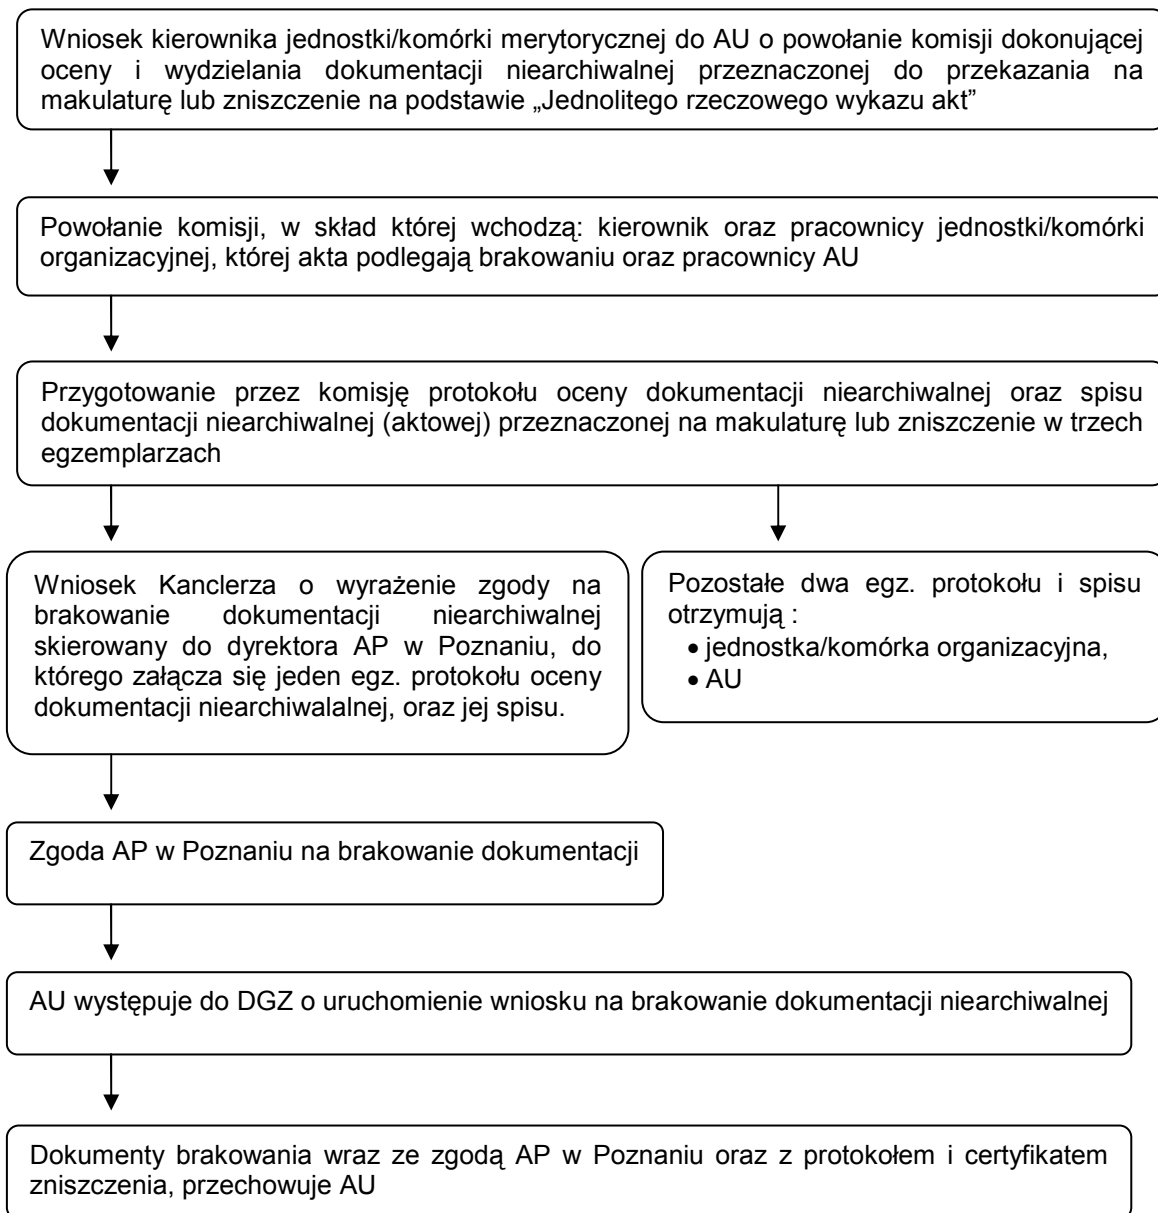 Wniosek kierownika jednostki/komórki merytorycznej do AU o powołanie komisji dokonującej
oceny i wydzielania dokumentacji niearchiwalnej przeznaczonej do przekazania na
makulaturę lub zniszczenie na podstawie „Jednolitego rzeczowego wykazu akt”
Powołanie komisji, w skład której wchodzą: kierownik oraz pracownicy jednostki/komórki
organizacyjnej, której akta podlegają brakowaniu oraz pracownicy AU
Przygotowanie przez komisję protokołu oceny dokumentacji niearchiwalnej oraz spisu
dokumentacji niearchiwalnej (aktowej) przeznaczonej na makulaturę lub zniszczenie w trzech
egzemplarzach
Wniosek Kanclerza o wyrażenie zgody na
brakowanie dokumentacji niearchiwalnej
skierowany do dyrektora AP w Poznaniu, do
którego załącza się jeden egz. protokołu oceny
dokumentacji niearchiwalalnej, oraz jej spisu.
Pozostałe dwa egz. protokołu i spisu
otrzymują :
• jednostka/komórka organizacyjna,
• AU
Zgoda AP w Poznaniu na brakowanie dokumentacji
AU występuje do DGZ o uruchomienie wniosku na brakowanie dokumentacji niearchiwalnej
Dokumenty brakowania wraz ze zgodą AP w Poznaniu oraz z protokołem i certyfikatem
zniszczenia, przechowuje AU